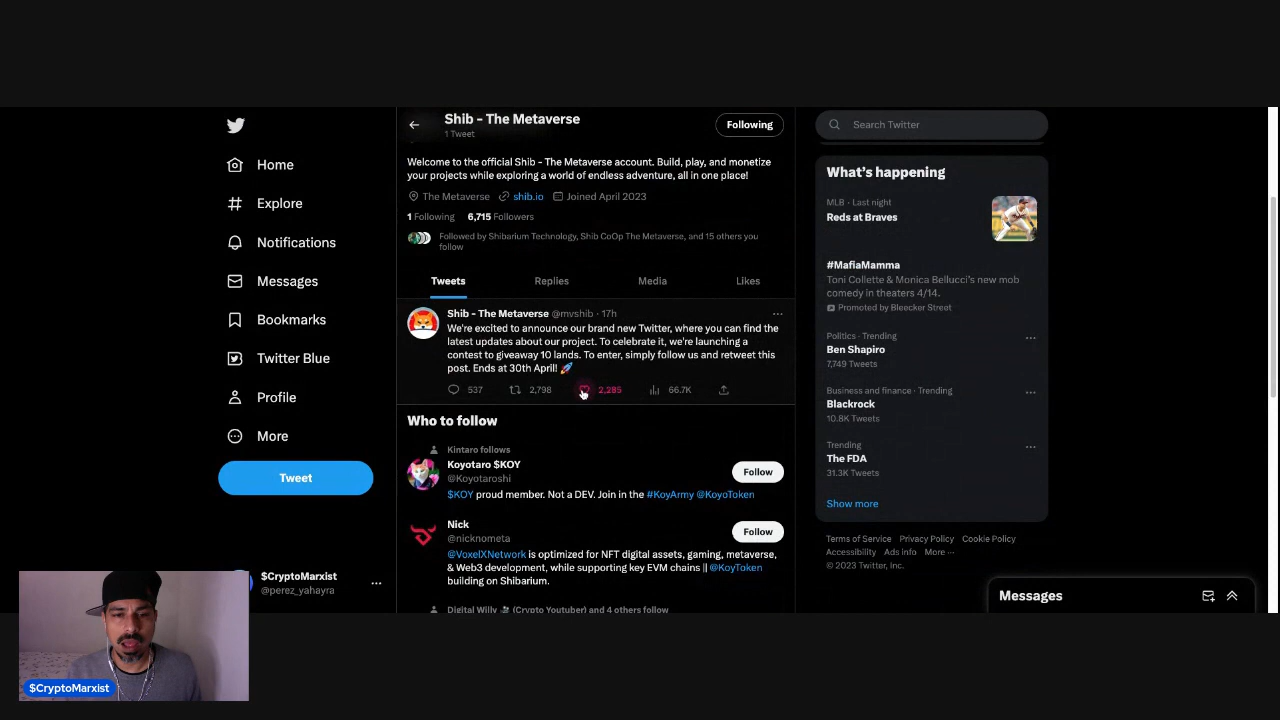 Home
Explore
Notifications
Messages
Bookmarks
Twitter Blue
Profile
More
Tweet
$CryptoMarxist
@perez_yahayra
$CryptoMarxist
Shib - The Metaverse
1 Tweet
Following
Welcome to the official Shib - The Metaverse account. Build, play, and monetize
your projects while exploring a world of endless adventure, all in one place!
The Metaverse shib.io Joined April 2023
1 Following 6,715 Followers
Followed by Shibarium Technology, Shib CoOp The Metaverse, and 15 others you
follow
Tweets Replies Media Likes
Shib - The Metaverse @mvshib · 17h
We're excited to announce our brand new Twitter, where you can find the
latest updates about our project. To celebrate it, we're launching a
contest to giveaway 10 lands. To enter, simply follow us and retweet this
post. Ends at 30th April! 🚀
537 2,798 2,285 66.7K
Who to follow
Kintaro follows
Koyotaro $KOY
@Koyotaroshi
Follow
$KOY proud member. Not a DEV. Join in the #KoyArmy @KoyoToken
Nick
@nicknometa
Follow
@VoxelXNetwork is optimized for NFT digital assets, gaming, metaverse,
& Web3 development, while supporting key EVM chains || @KoyToken
building on Shibarium.
Digital Willy 🎥 (Crypto Youtuber) and 4 others follow
Search Twitter
What's happening
MLB · Last night
Reds at Braves
#MafiaMamma
Toni Collette & Monica Bellucci's new mob
comedy in theaters 4/14.
Promoted by Bleecker Street
Politics · Trending
Ben Shapiro
7,749 Tweets
Business and finance · Trending
Blackrock
10.8K Tweets
Trending
The FDA
31.3K Tweets
Show more
Terms of Service Privacy Policy Cookie Policy
Accessibility Ads info More ···
© 2023 Twitter, Inc.
Messages